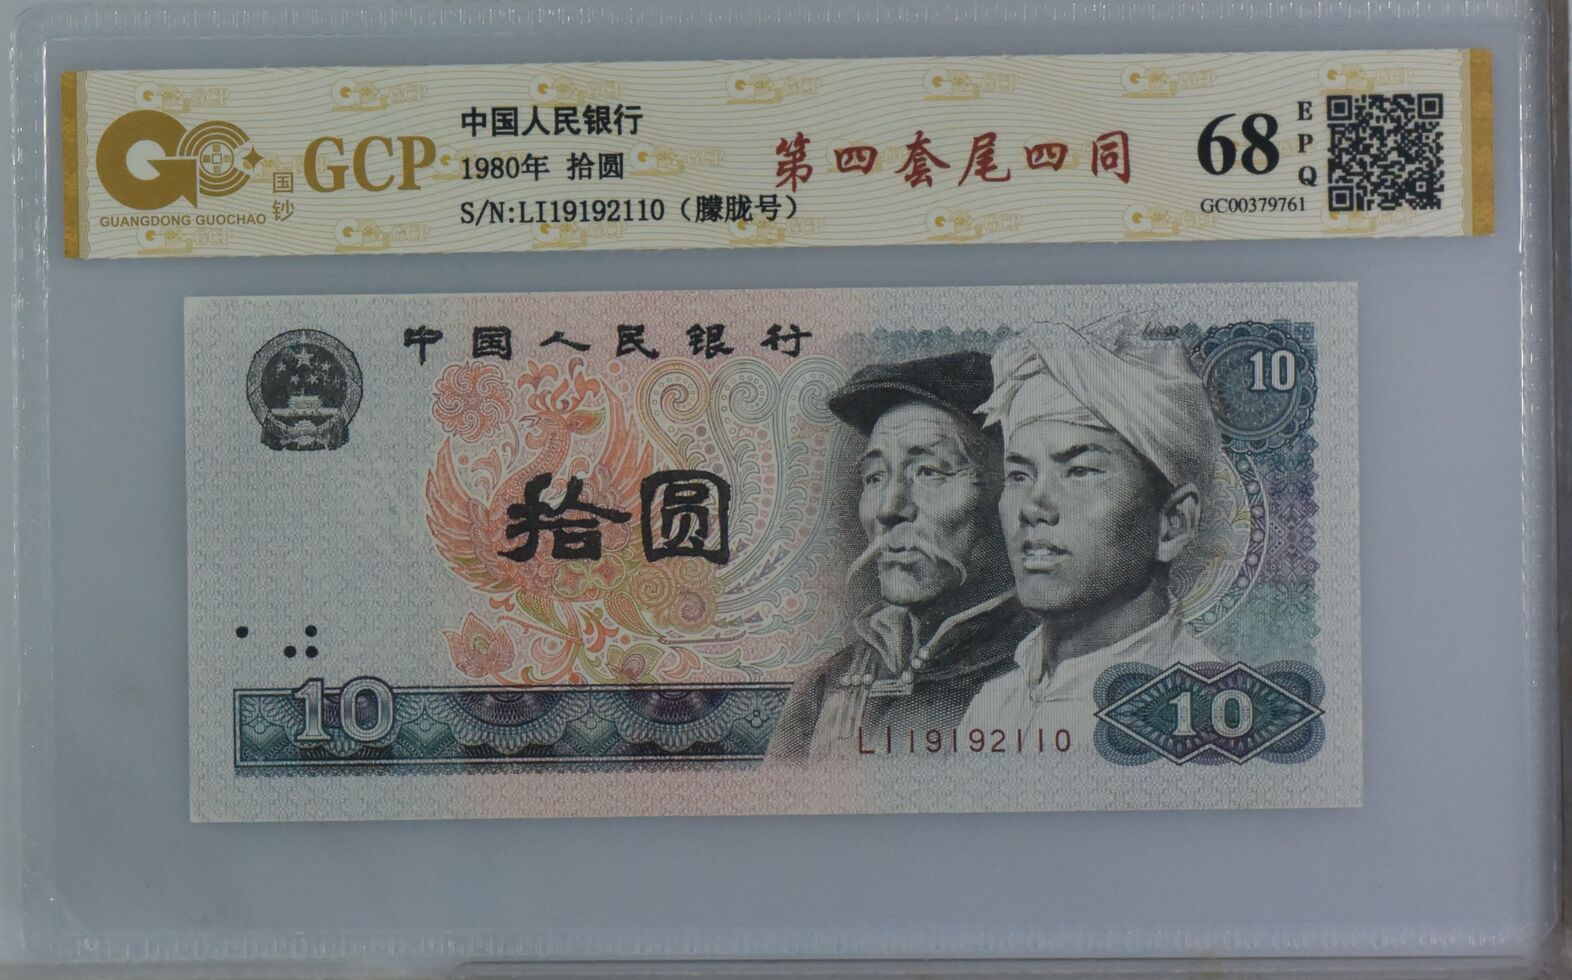 GCP
国
钞
GUANGDONG GUOCHAO
中国人民银行
1980年 拾圆
S/N:LI19192110（朦胧号）
第四套尾四同
68
EPQ
GC00379761
中国人民银行
10
拾圆
10
LI19192110
10